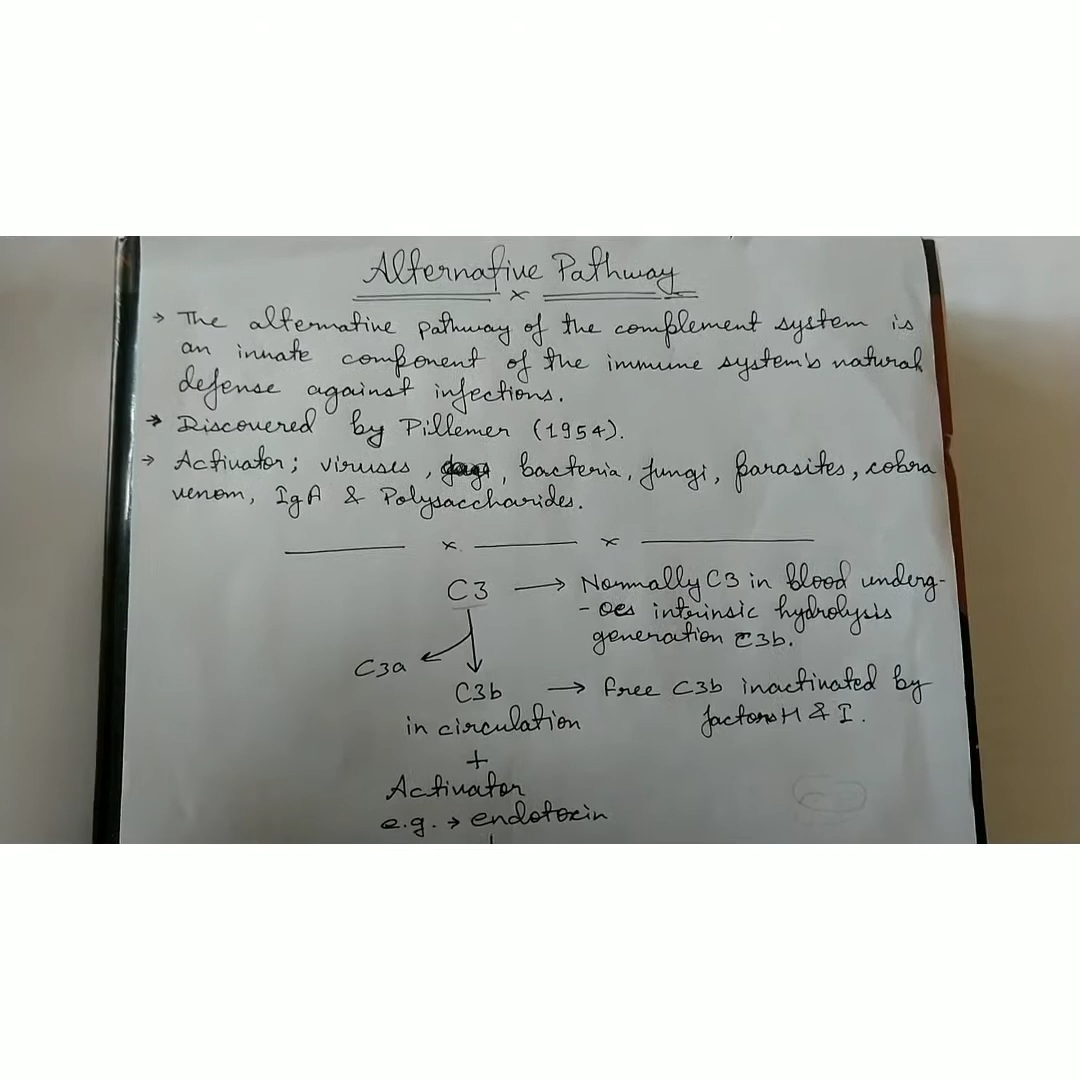 Alternative Pathway
x
→ The alternative pathway of the complement system is
an innate component of the immune system's natural
defense against infections.
→ Discovered by Pillemer (1954).
→ Activator; viruses, , bacteria, fungi, parasites, cobra
venom, IgA & Polysaccharides.
x x
C3 → Normally C3 in blood underg-
-oes intrinsic hydrolysis
generation C3b.
C3a
C3b → free C3b inactivated by
in circulation factors H & I.
+
Activator
e.g. → endotoxin